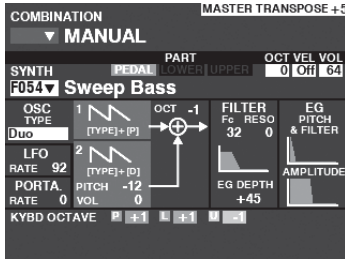 COMBINATION
MASTER TRANSPOSE +5
▼ MANUAL
PART
OCT VEL VOL
SYNTH
PEDAL LOWER UPPER
0 Off 64
F054▼ Sweep Bass
OSC
TYPE
Duo
1
[TYPE]+[P]
OCT -1
FILTER
Fc RESO
32 0
EG
PITCH
& FILTER
LFO
RATE 92
2
[TYPE]+[D]
AMPLITUDE
PORTA.
RATE 0
PITCH -12
VOL 0
EG DEPTH
+45
KYBD OCTAVE P +1 L +1 U -1